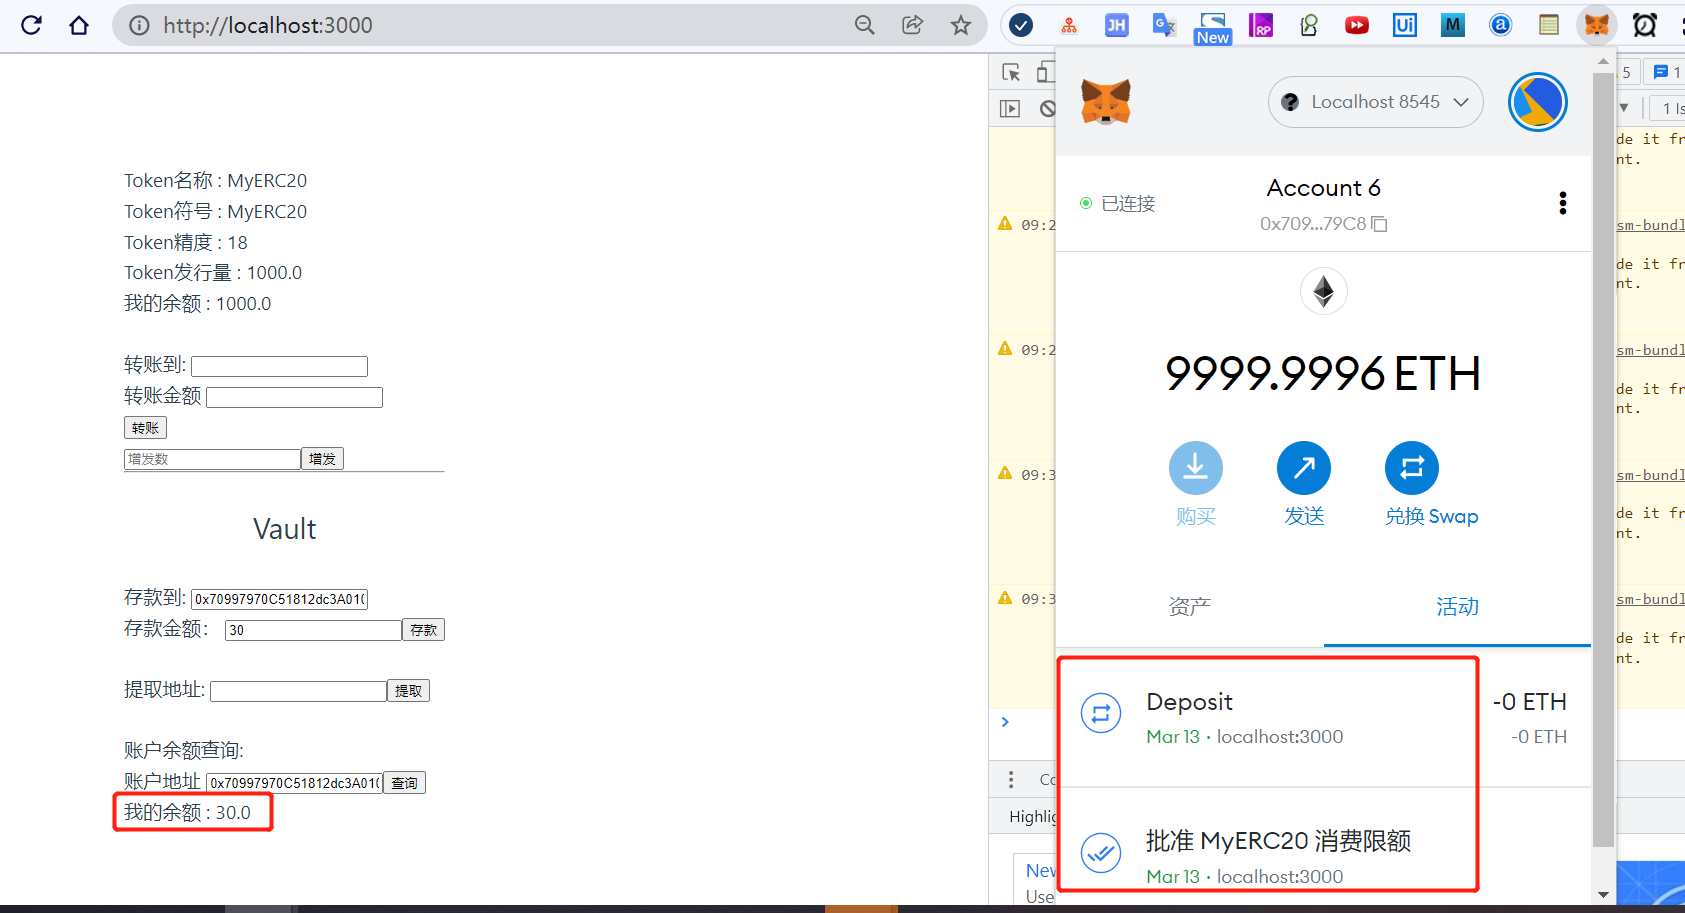 http://localhost:3000
New
Token名称 : MyERC20
Token符号 : MyERC20
Token精度 : 18
Token发行量 : 1000.0
我的余额 : 1000.0
转账到:
转账金额
转账
增发数 增发
Vault
存款到: 0x70997970C51812dc3A010
存款金额： 30 存款
提取地址: 提取
账户余额查询:
账户地址 0x70997970C51812dc3A010 查询
我的余额 : 30.0
Localhost 8545
已连接
Account 6
0x709...79C8
9999.9996 ETH
购买 发送 兑换 Swap
资产 活动
Deposit -0 ETH
Mar 13 · localhost:3000 -0 ETH
批准 MyERC20 消费限额
Mar 13 · localhost:3000
5 1
1 Is
de it fr
nt.
09:2 sm-bundl
de it fr
nt.
09:2 sm-bundl
de it fr
nt.
09:3 sm-bundl
de it fr
nt.
09:3 sm-bundl
de it fr
nt.
Co
Highlig
New
Use